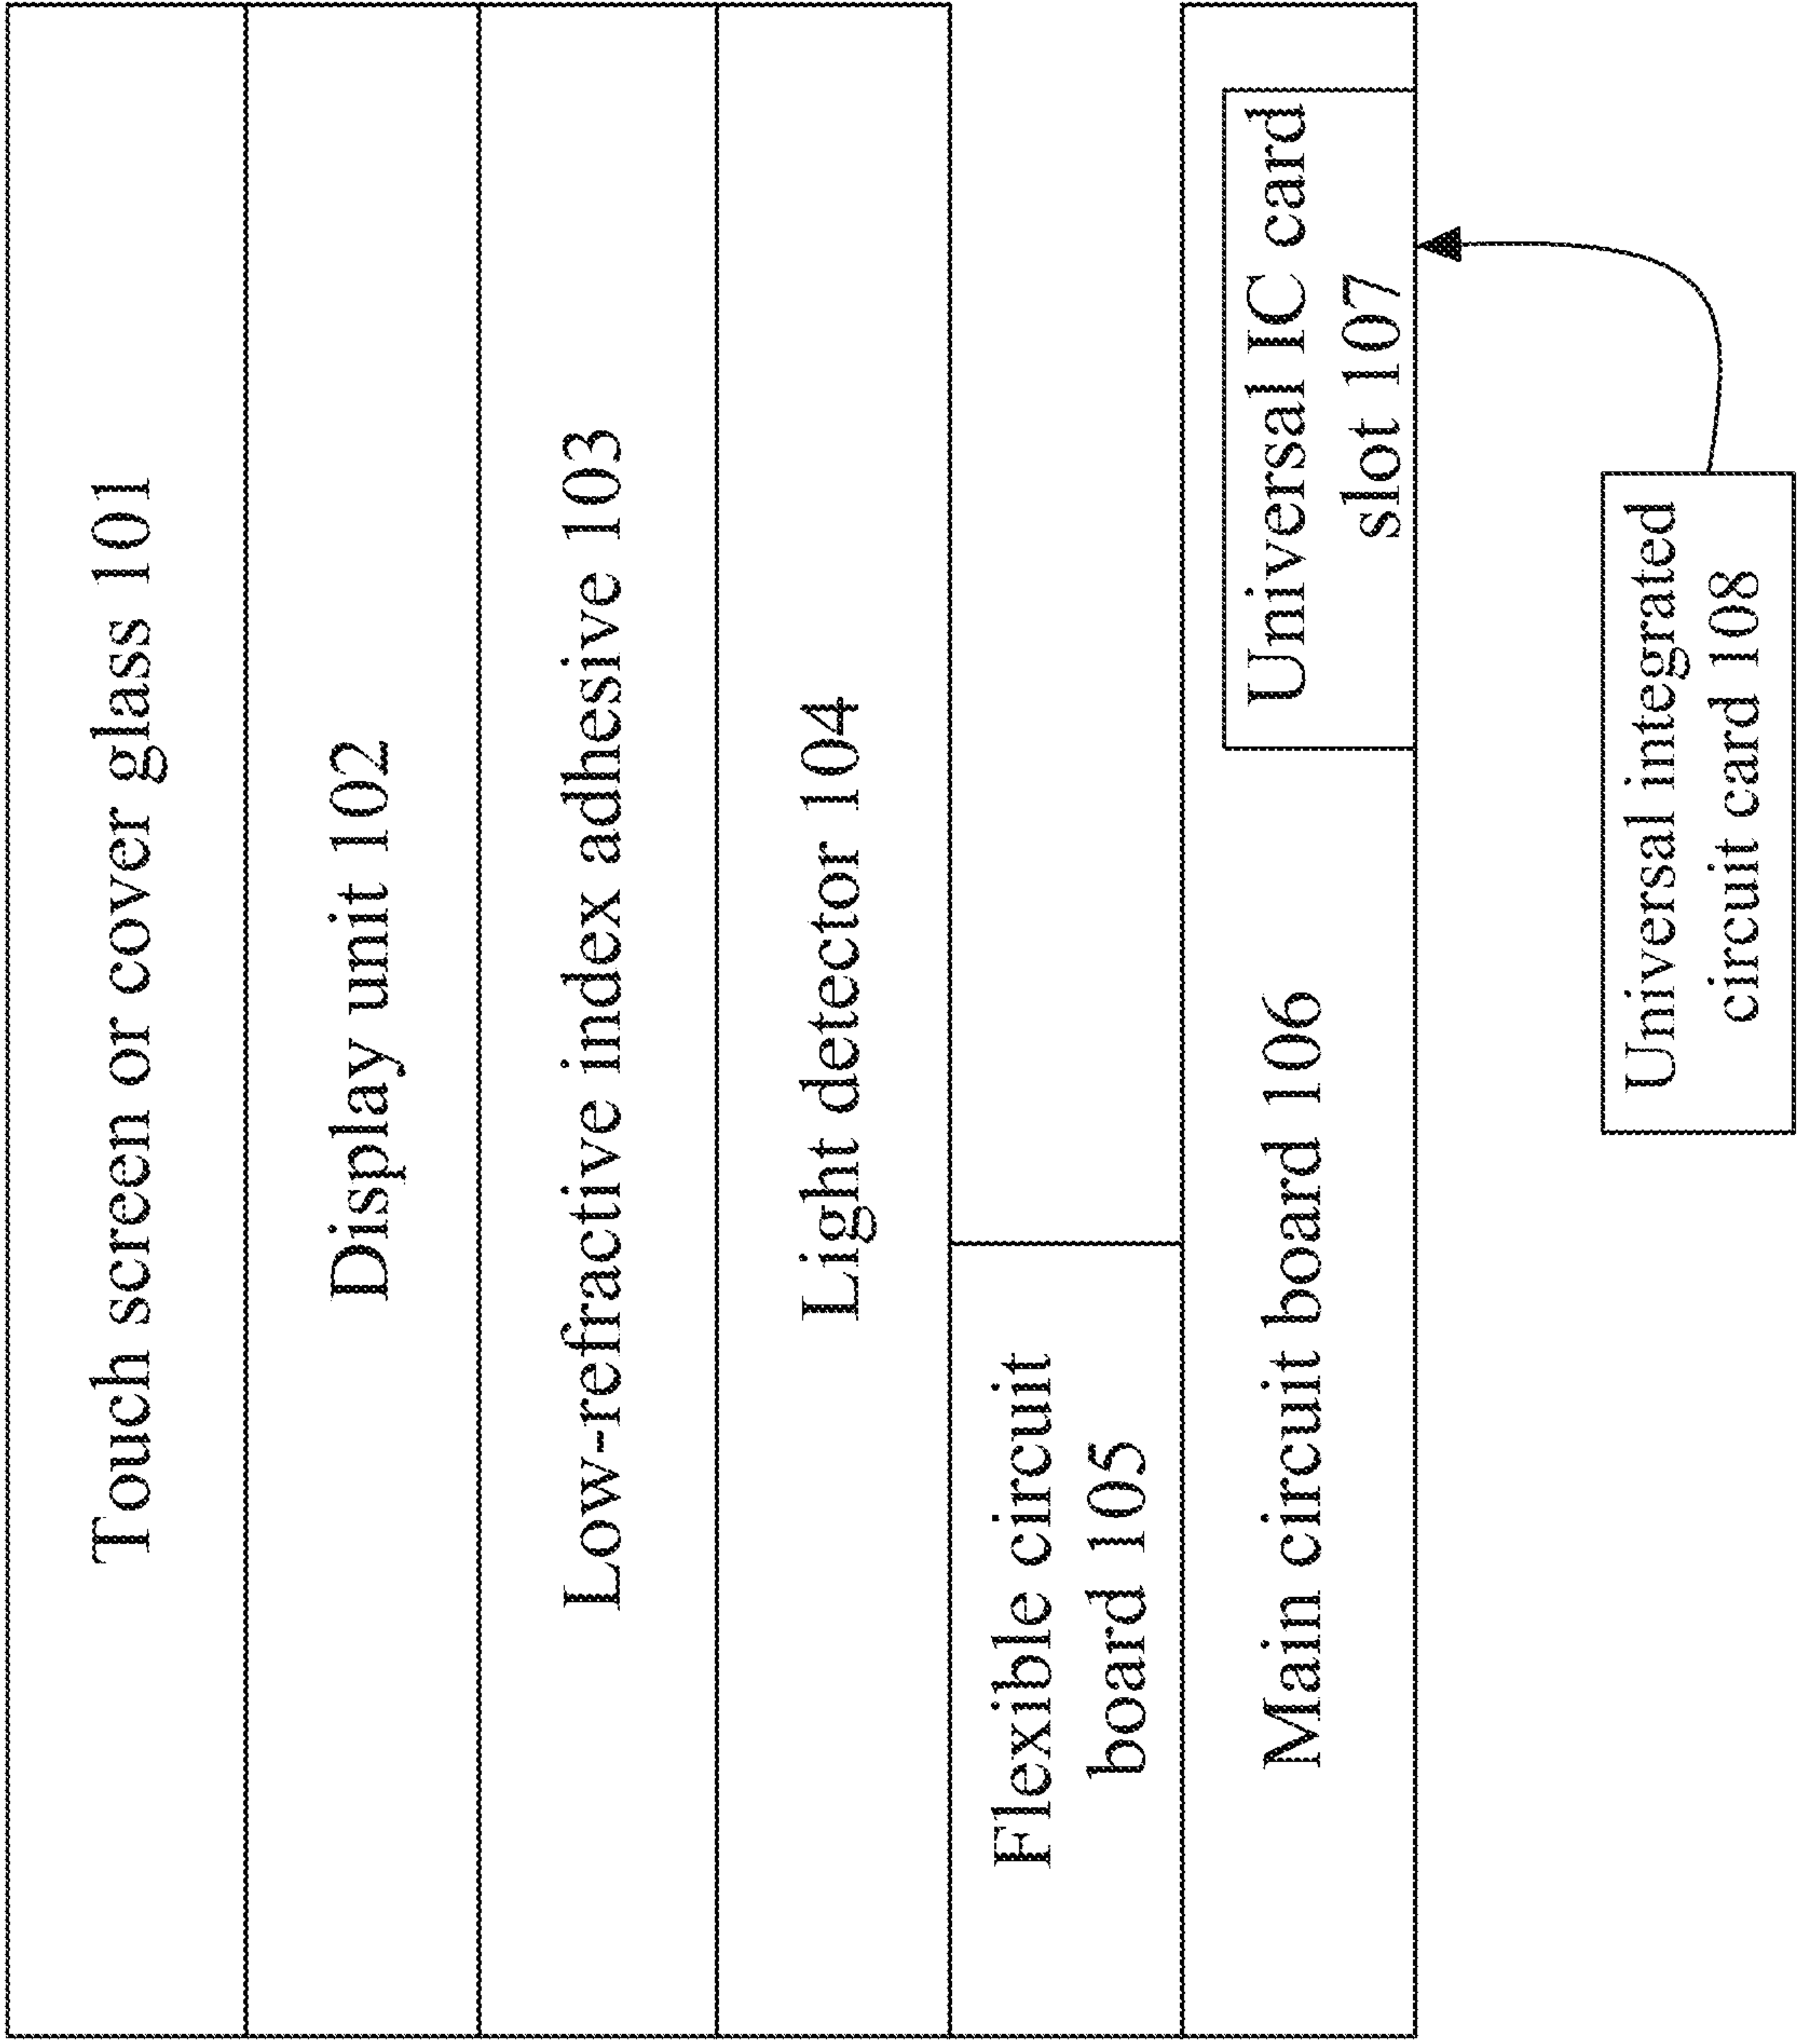 Touch screen or cover glass 101
Display unit 102
Low-refractive index adhesive 103
Light detector 104
Flexible circuit
board 105
Main circuit board 106
Universal IC card
slot 107
Universal integrated
circuit card 108